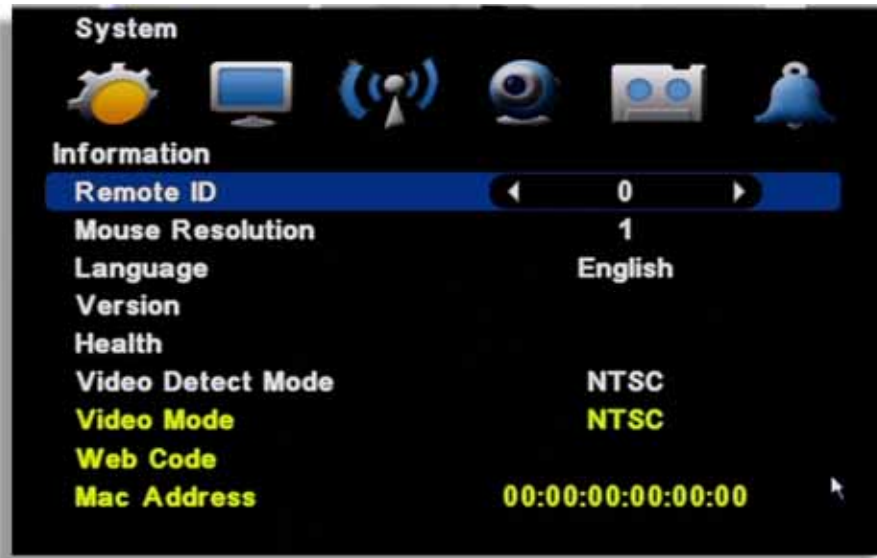 System
Information
Remote ID 0
Mouse Resolution 1
Language English
Version
Health
Video Detect Mode NTSC
Video Mode NTSC
Web Code
Mac Address 00:00:00:00:00:00